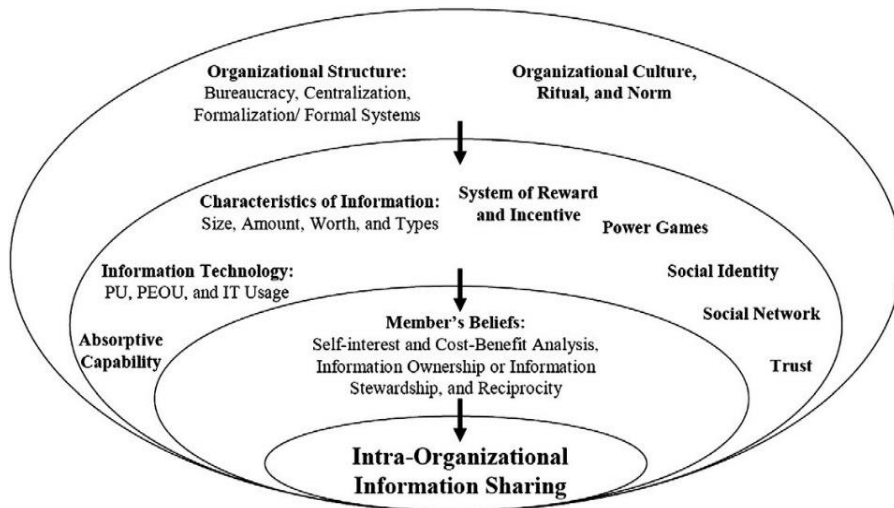 Organizational Structure:
Bureaucracy, Centralization,
Formalization/ Formal Systems
Organizational Culture,
Ritual, and Norm
Characteristics of Information:
Size, Amount, Worth, and Types
System of Reward
and Incentive
Power Games
Information Technology:
PU, PEOU, and IT Usage
Social Identity
Absorptive
Capability
Social Network
Trust
Member's Beliefs:
Self-interest and Cost-Benefit Analysis,
Information Ownership or Information
Stewardship, and Reciprocity
Intra-Organizational
Information Sharing